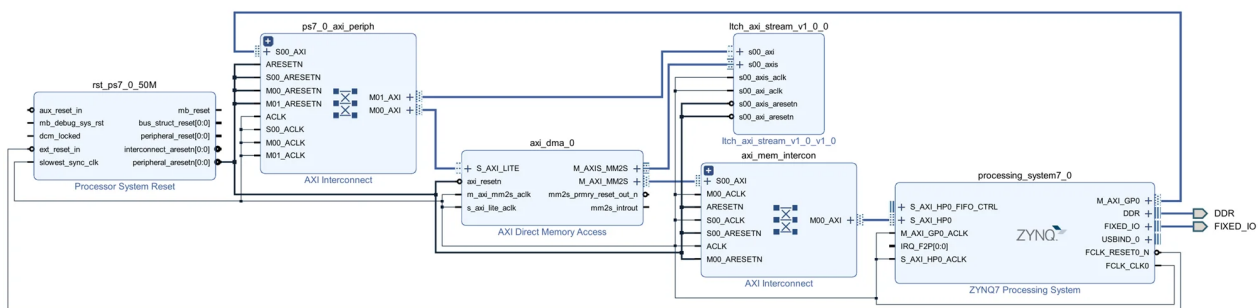 rst_ps7_0_50M
aux_reset_in
mb_debug_sys_rst
dcm_locked
ext_reset_in
slowest_sync_clk
mb_reset
bus_struct_reset[0:0]
peripheral_reset[0:0]
interconnect_aresetn[0:0]
peripheral_aresetn[0:0]
Processor System Reset
ps7_0_axi_periph
S00_AXI
ARESETN
S00_ARESETN
M00_ARESETN
M01_ARESETN
ACLK
S00_ACLK
M00_ACLK
M01_ACLK
M01_AXI
M00_AXI
AXI Interconnect
axi_dma_0
S_AXI_LITE
axi_resetn
m_axi_mm2s_aclk
s_axi_lite_aclk
M_AXIS_MM2S
M_AXI_MM2S
mm2s_prmry_reset_out_n
mm2s_introut
AXI Direct Memory Access
ltch_axi_stream_v1_0_0
s00_axi
s00_axis
s00_axis_aclk
s00_axi_aclk
s00_axis_aresetn
s00_axi_aresetn
ltch_axi_stream_v1_0_v1_0
axi_mem_intercon
S00_AXI
M00_ACLK
ARESETN
S00_ACLK
S00_ARESETN
ACLK
M00_ARESETN
M00_AXI
AXI Interconnect
processing_system7_0
S_AXI_HP0_FIFO_CTRL
S_AXI_HP0
M_AXI_GP0_ACLK
IRQ_F2P[0:0]
S_AXI_HP0_ACLK
ZYNQ
M_AXI_GP0
DDR
FIXED_IO
USBIND_0
FCLK_RESET0_N
FCLK_CLK0
ZYNQ7 Processing System
DDR
FIXED_IO